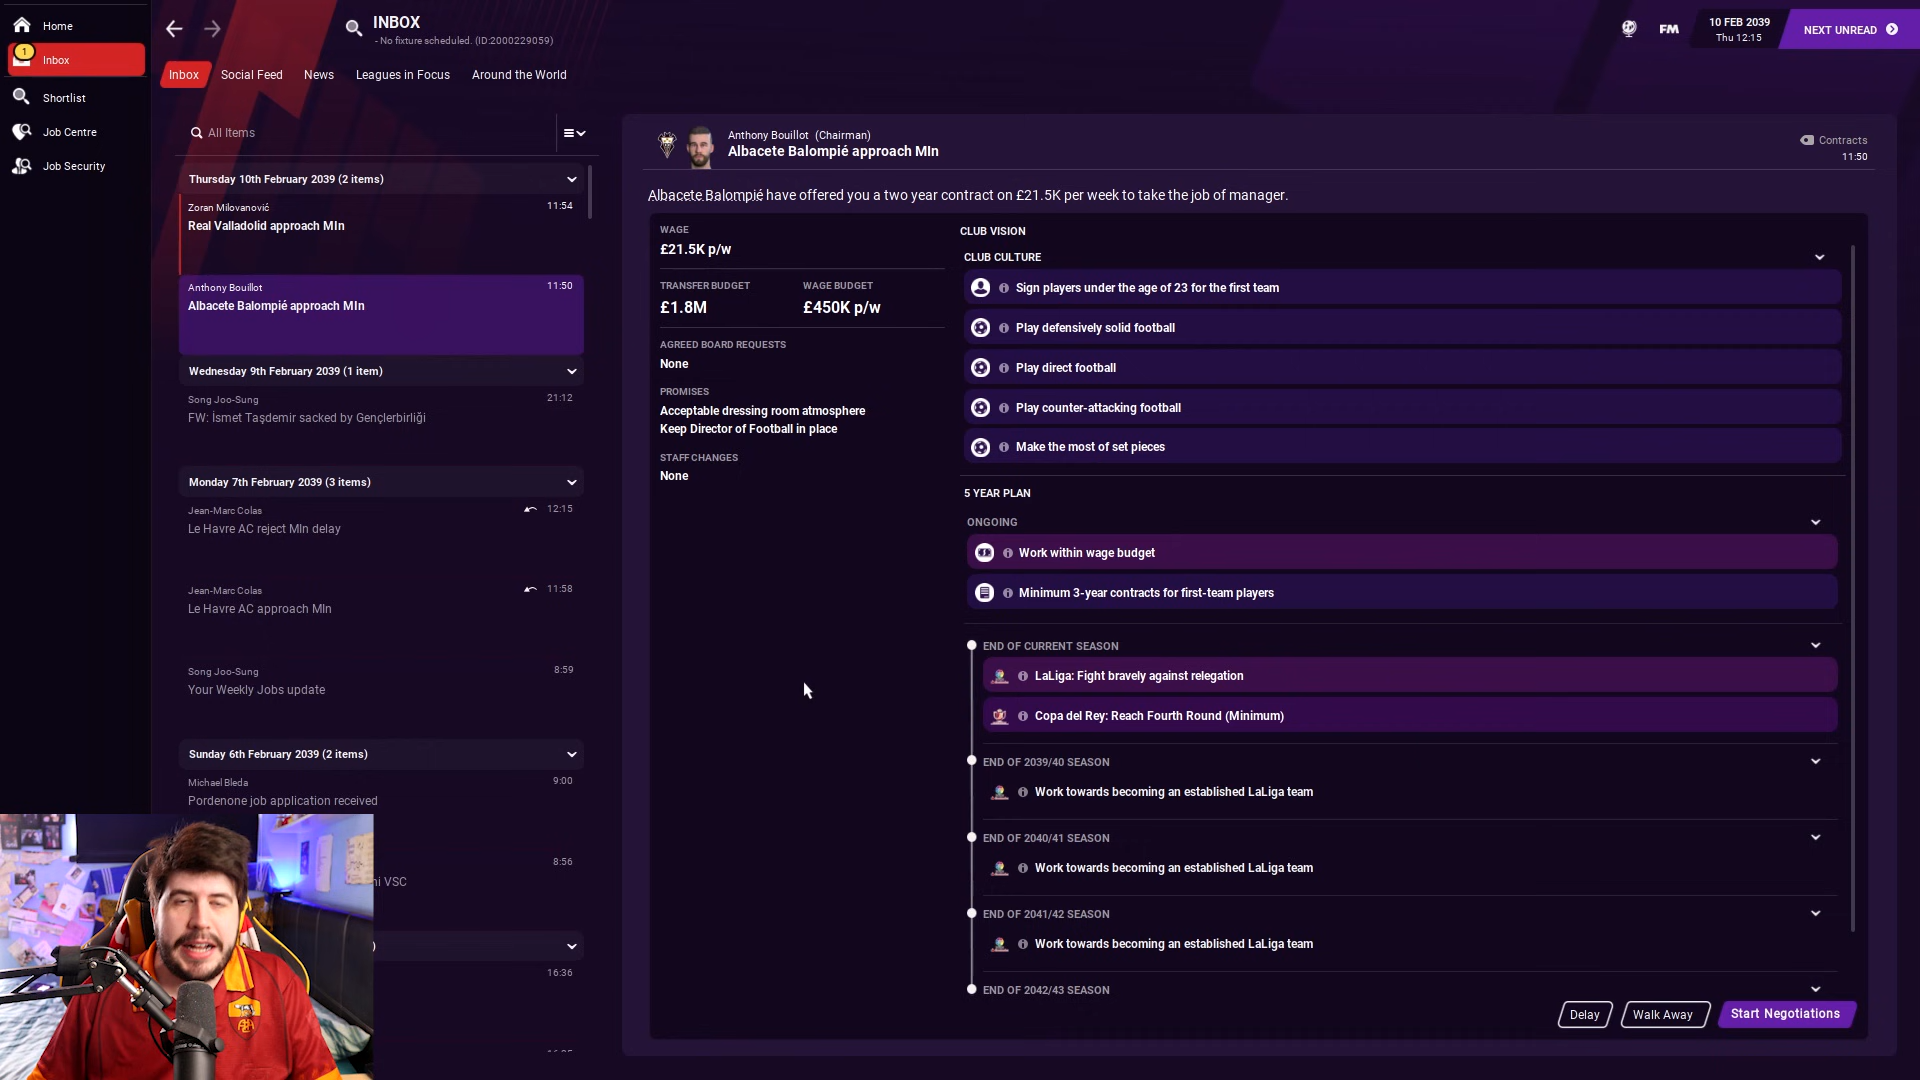 Home
1
Inbox
Shortlist
Job Centre
Job Security
INBOX
- No fixture scheduled. (ID:2000229059)
FM
10 FEB 2039
Thu 12:15
NEXT UNREAD
Inbox
Social Feed
News
Leagues in Focus
Around the World
All Items
Thursday 10th February 2039 (2 items)
Zoran Milovanović
11:54
Real Valladolid approach MIn
Anthony Bouillot
11:50
Albacete Balompié approach MIn
Wednesday 9th February 2039 (1 item)
Song Joo-Sung
21:12
FW: İsmet Taşdemir sacked by Gençlerbirliği
Monday 7th February 2039 (3 items)
Jean-Marc Colas
12:15
Le Havre AC reject MIn delay
Jean-Marc Colas
11:58
Le Havre AC approach MIn
Song Joo-Sung
8:59
Your Weekly Jobs update
Sunday 6th February 2039 (2 items)
Michael Bleda
9:00
Pordenone job application received
8:56
ni VSC
)
16:36
Anthony Bouillot (Chairman)
Albacete Balompié approach MIn
Contracts
11:50
Albacete Balompié have offered you a two year contract on £21.5K per week to take the job of manager.
WAGE
£21.5K p/w
TRANSFER BUDGET
£1.8M
WAGE BUDGET
£450K p/w
AGREED BOARD REQUESTS
None
PROMISES
Acceptable dressing room atmosphere
Keep Director of Football in place
STAFF CHANGES
None
CLUB VISION
CLUB CULTURE
Sign players under the age of 23 for the first team
Play defensively solid football
Play direct football
Play counter-attacking football
Make the most of set pieces
5 YEAR PLAN
ONGOING
Work within wage budget
Minimum 3-year contracts for first-team players
END OF CURRENT SEASON
LaLiga: Fight bravely against relegation
Copa del Rey: Reach Fourth Round (Minimum)
END OF 2039/40 SEASON
Work towards becoming an established LaLiga team
END OF 2040/41 SEASON
Work towards becoming an established LaLiga team
END OF 2041/42 SEASON
Work towards becoming an established LaLiga team
END OF 2042/43 SEASON
Delay
Walk Away
Start Negotiations